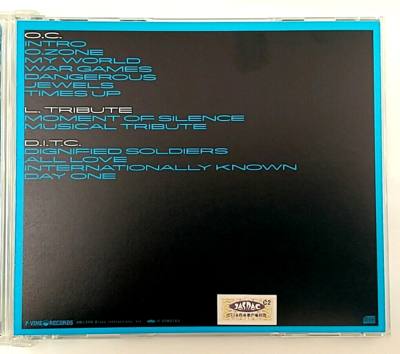 O.C.
INTRO
O.ZONE
MY WORLD
WAR GAMES
DANGEROUS
JEWELS
TIMES UP
L. TRIBUTE
MOMENT OF SILENCE
MUSICAL TRIBUTE
D.I.T.C.
DIGNIFIED SOLDIERS
ALL LOVE
INTERNATIONALLY KNOWN
DAY ONE
P-VINE RECORDS
JASRAC